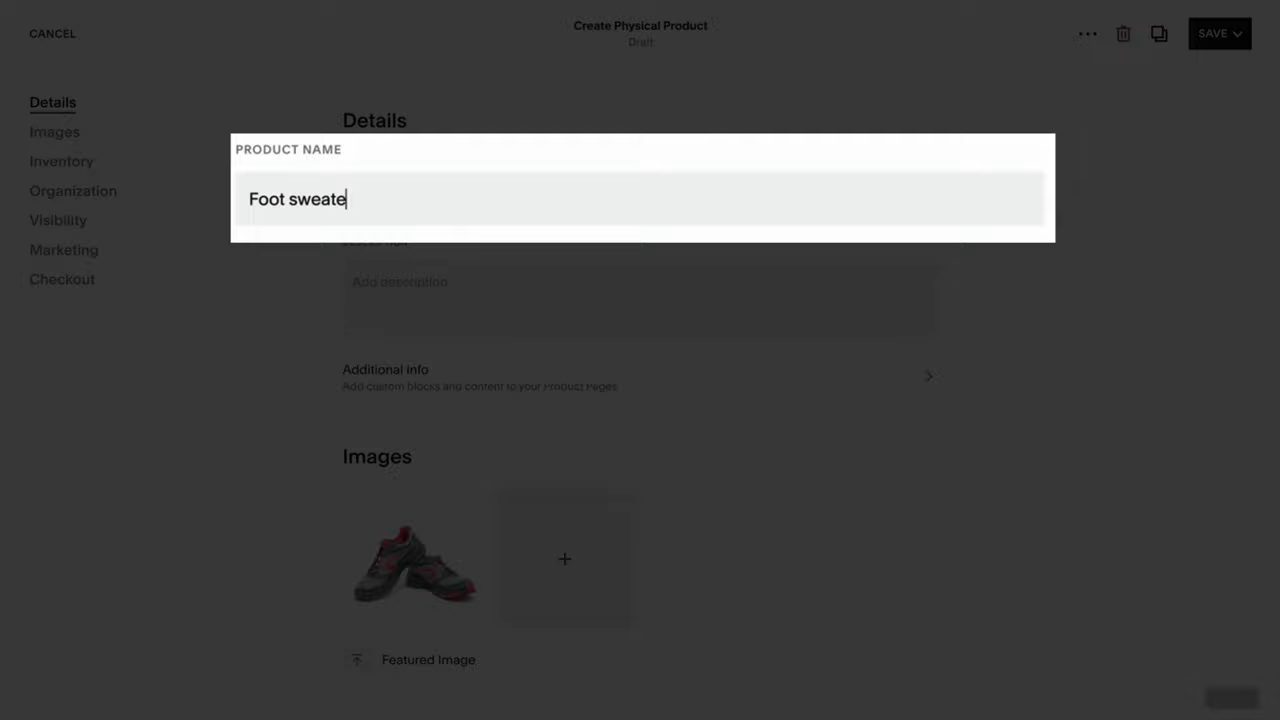 CANCEL
Create Physical Product
Draft
SAVE
Details
Images
Inventory
Organization
Visibility
Marketing
Checkout
Details
PRODUCT NAME
Foot sweate
Add description
Additional Info
Add custom blocks and content to your Product Pages
Images
Featured Image